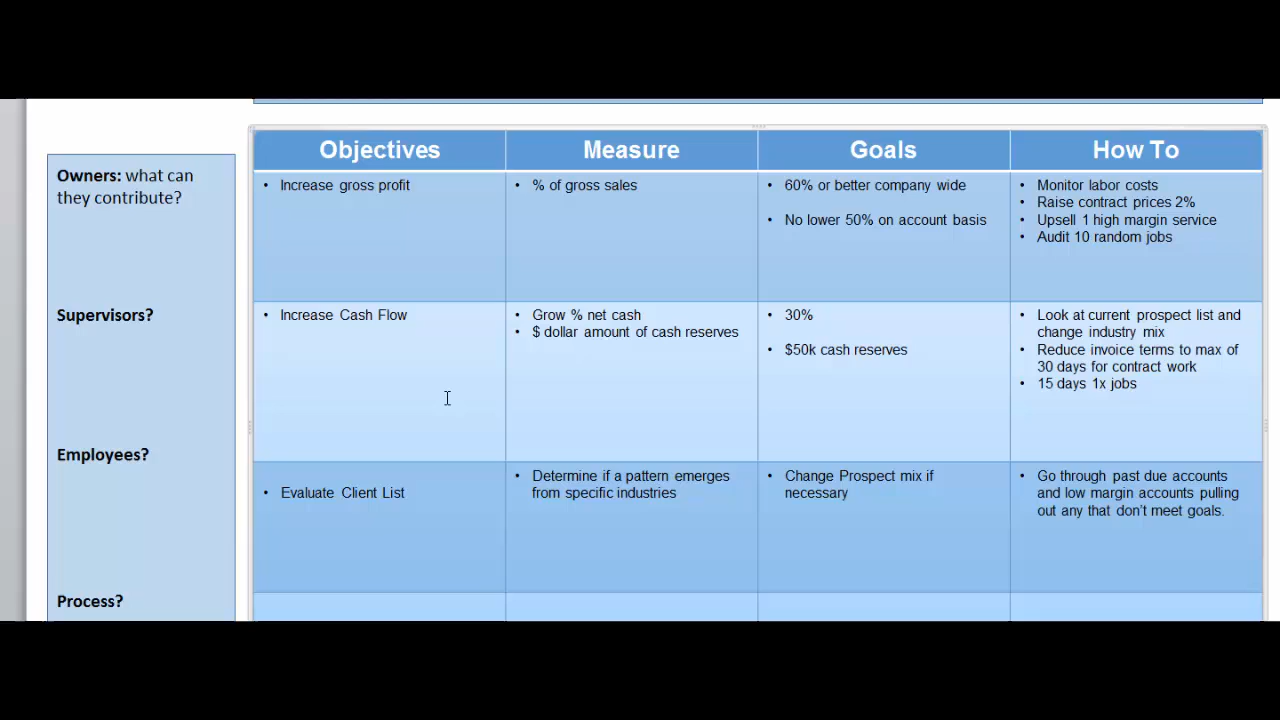 Objectives
Measure
Goals
How To
Owners: what can
they contribute?
Supervisors?
Employees?
Process?
• Increase gross profit
• % of gross sales
• 60% or better company wide
• No lower 50% on account basis
• Monitor labor costs
• Raise contract prices 2%
• Upsell 1 high margin service
• Audit 10 random jobs
• Increase Cash Flow
• Grow % net cash
• $ dollar amount of cash reserves
• 30%
• $50k cash reserves
• Look at current prospect list and
change industry mix
• Reduce invoice terms to max of
30 days for contract work
• 15 days 1x jobs
• Evaluate Client List
• Determine if a pattern emerges
from specific industries
• Change Prospect mix if
necessary
• Go through past due accounts
and low margin accounts pulling
out any that don't meet goals.